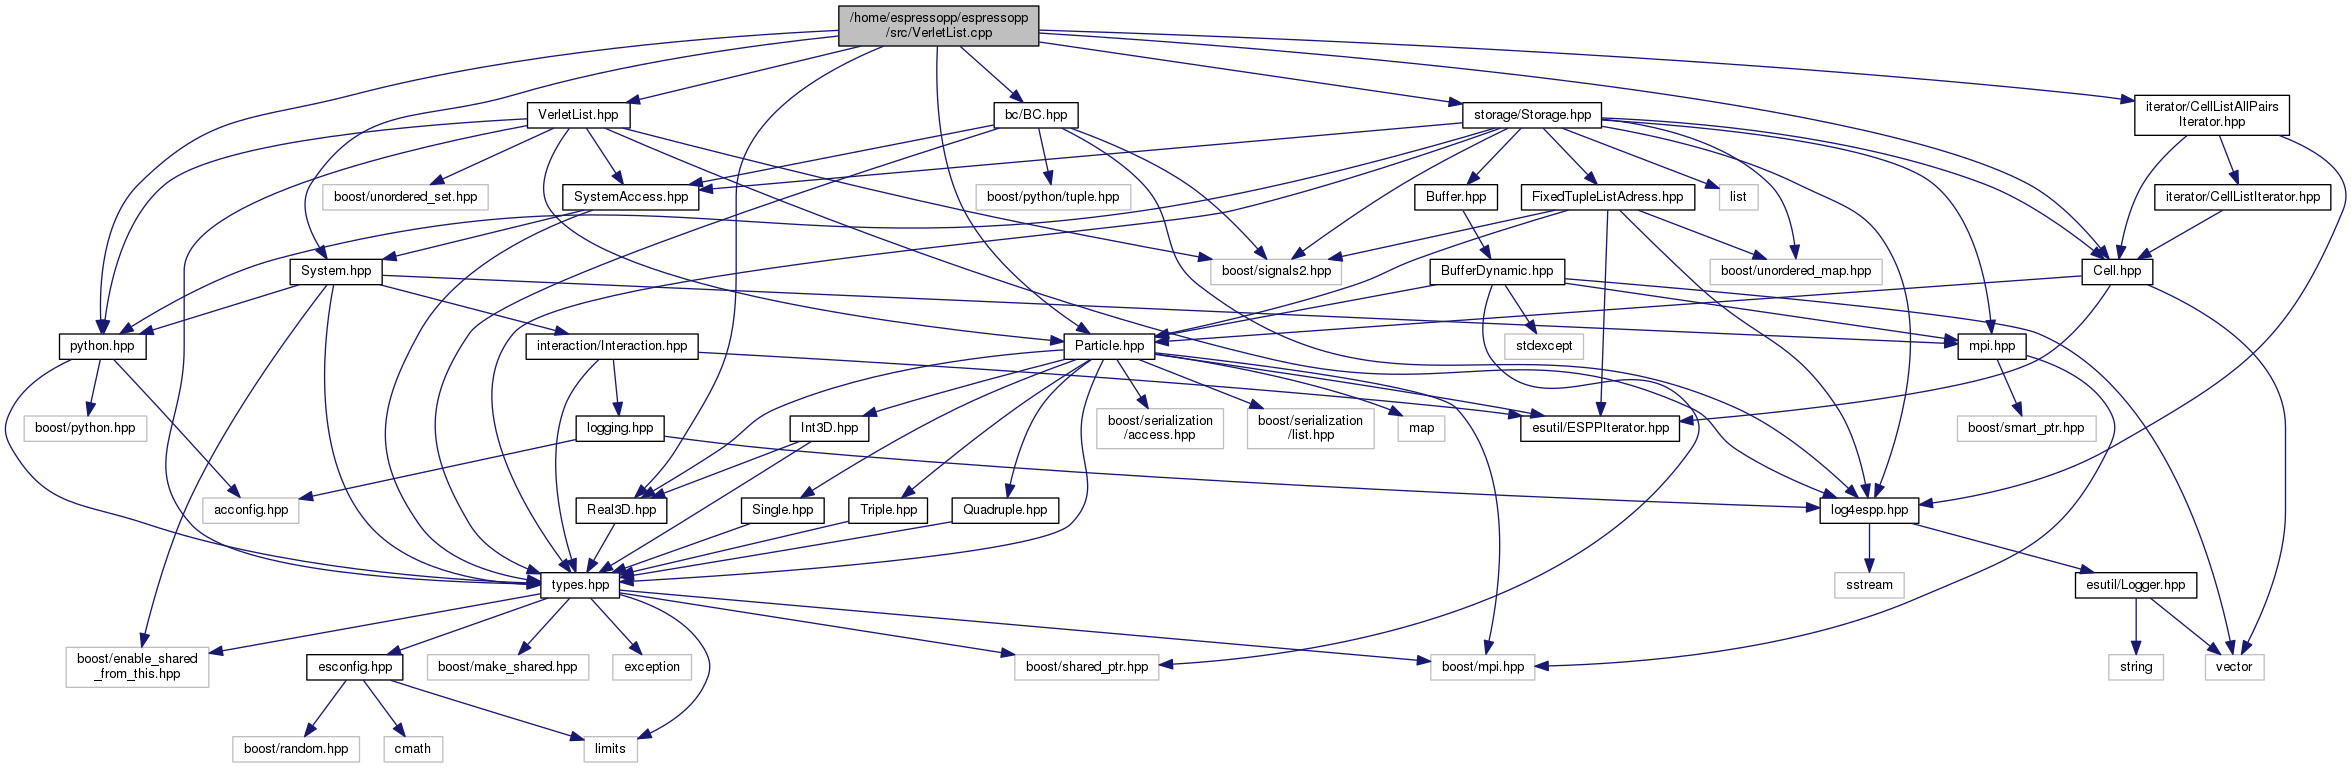 /home/espressopp/espressopp
/src/VerletList.cpp
VerletList.hpp
bc/BC.hpp
storage/Storage.hpp
iterator/CellListAllPairs
Iterator.hpp
boost/unordered_set.hpp
SystemAccess.hpp
boost/python/tuple.hpp
Buffer.hpp
FixedTupleListAdress.hpp
list
iterator/CellListIterator.hpp
System.hpp
boost/signals2.hpp
BufferDynamic.hpp
boost/unordered_map.hpp
Cell.hpp
python.hpp
interaction/Interaction.hpp
Particle.hpp
stdexcept
mpi.hpp
boost/python.hpp
logging.hpp
Int3D.hpp
boost/serialization
/access.hpp
boost/serialization
/list.hpp
map
esutil/ESPPIterator.hpp
boost/smart_ptr.hpp
acconfig.hpp
Real3D.hpp
Single.hpp
Triple.hpp
Quadruple.hpp
log4espp.hpp
types.hpp
sstream
esutil/Logger.hpp
boost/enable_shared
_from_this.hpp
esconfig.hpp
boost/make_shared.hpp
exception
boost/shared_ptr.hpp
boost/mpi.hpp
string
vector
boost/random.hpp
cmath
limits